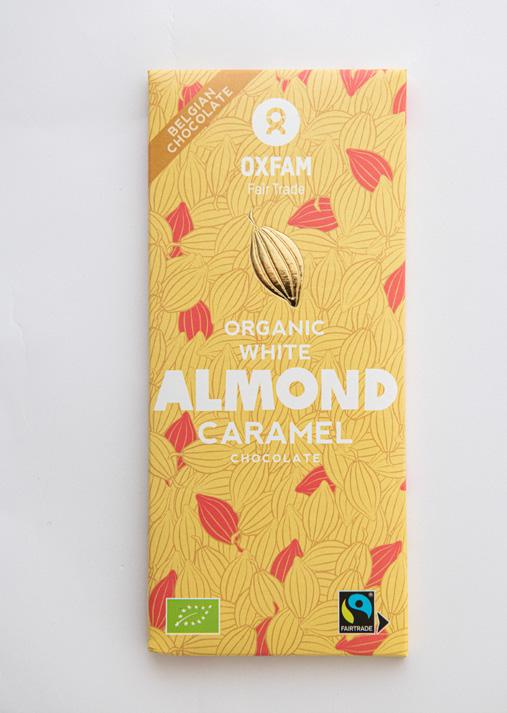 BELGIAN
CHOCOLATE
OXFAM
Fair Trade
ORGANIC
WHITE
ALMOND
CARAMEL
CHOCOLATE
FAIRTRADE
®